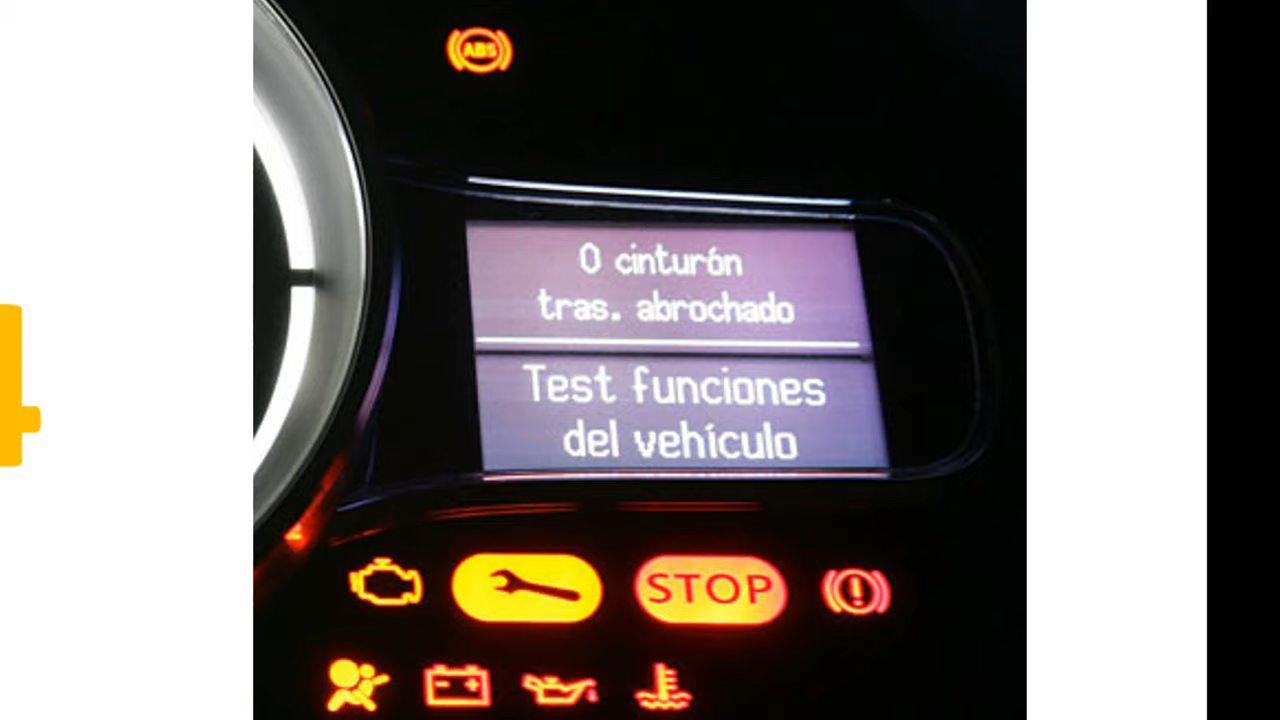 ABS
0 cinturón
tras. abrochado
Test funciones
del vehículo
STOP